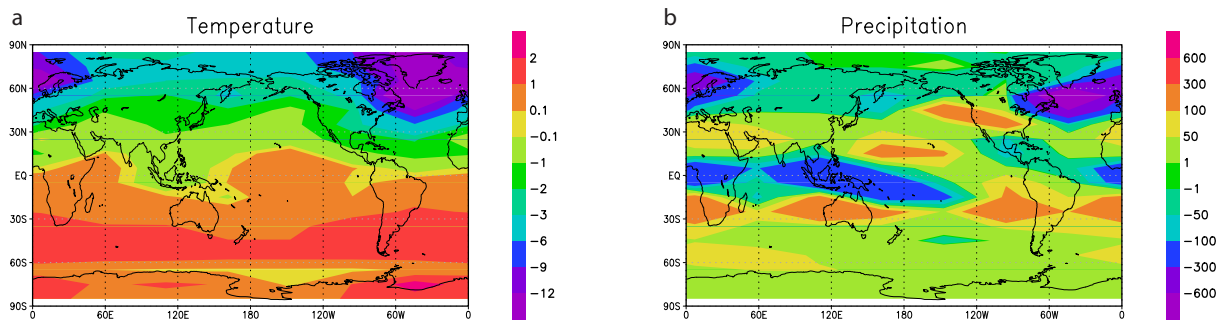 a
Temperature
90N
60N
30N
EQ
30S
60S
90S
0
60E
120E
180
120W
60W
0
2
1
0.1
−0.1
−1
−2
−3
−6
−9
−12
b
Precipitation
90N
60N
30N
EQ
30S
60S
90S
0
60E
120E
180
120W
60W
0
600
300
100
50
1
−1
−50
−100
−300
−600